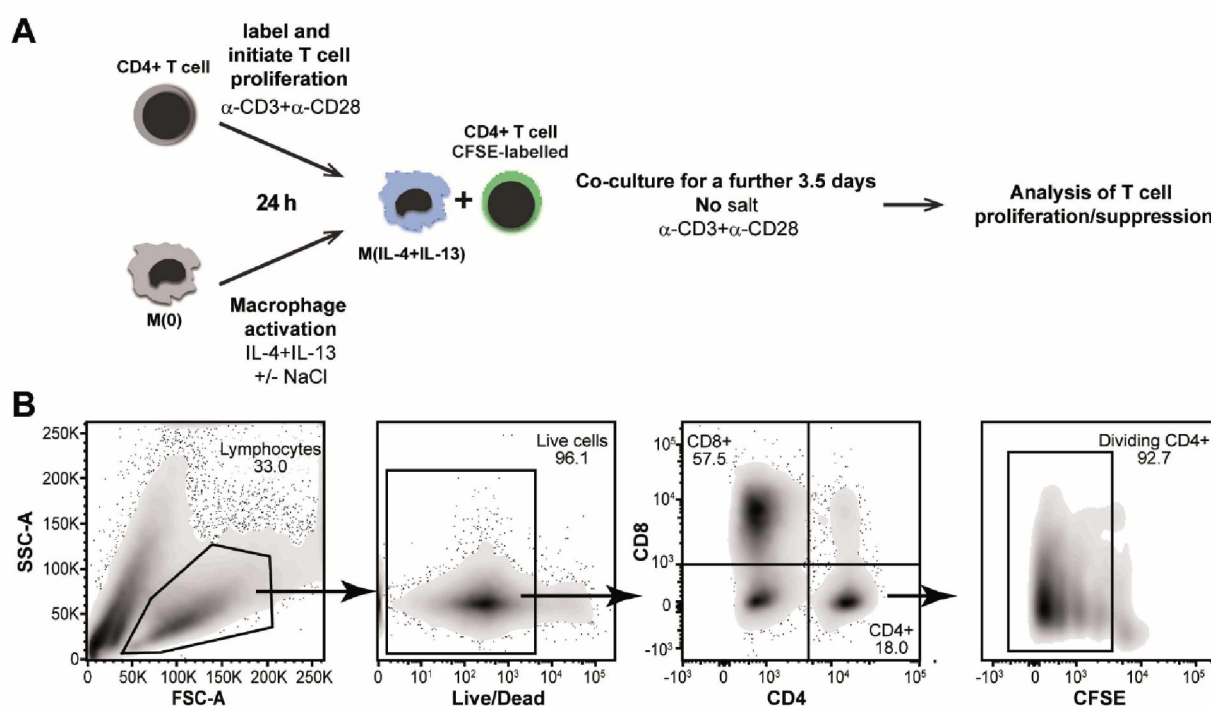 A
CD4+ T cell
label and
initiate T cell
proliferation
α-CD3+α-CD28
24 h
M(0)
Macrophage
activation
IL-4+IL-13
+/- NaCl
M(IL-4+IL-13)
+
CD4+ T cell
CFSE-labelled
Co-culture for a further 3.5 days
No salt
α-CD3+α-CD28
Analysis of T cell
proliferation/suppression
B
250K
200K
150K
100K
50K
0
SSC-A
Lymphocytes
33.0
0 50K 100K 150K 200K 250K
FSC-A
Live cells
96.1
0 10¹ 10² 10³ 10⁴ 10⁵
Live/Dead
10⁵
10⁴
10³
0
-10³
CD8
CD8+
57.5
CD4+
18.0
-10³ 0 10³ 10⁴ 10⁵
CD4
Dividing CD4+
92.7
-10³ 0 10³ 10⁴ 10⁵
CFSE